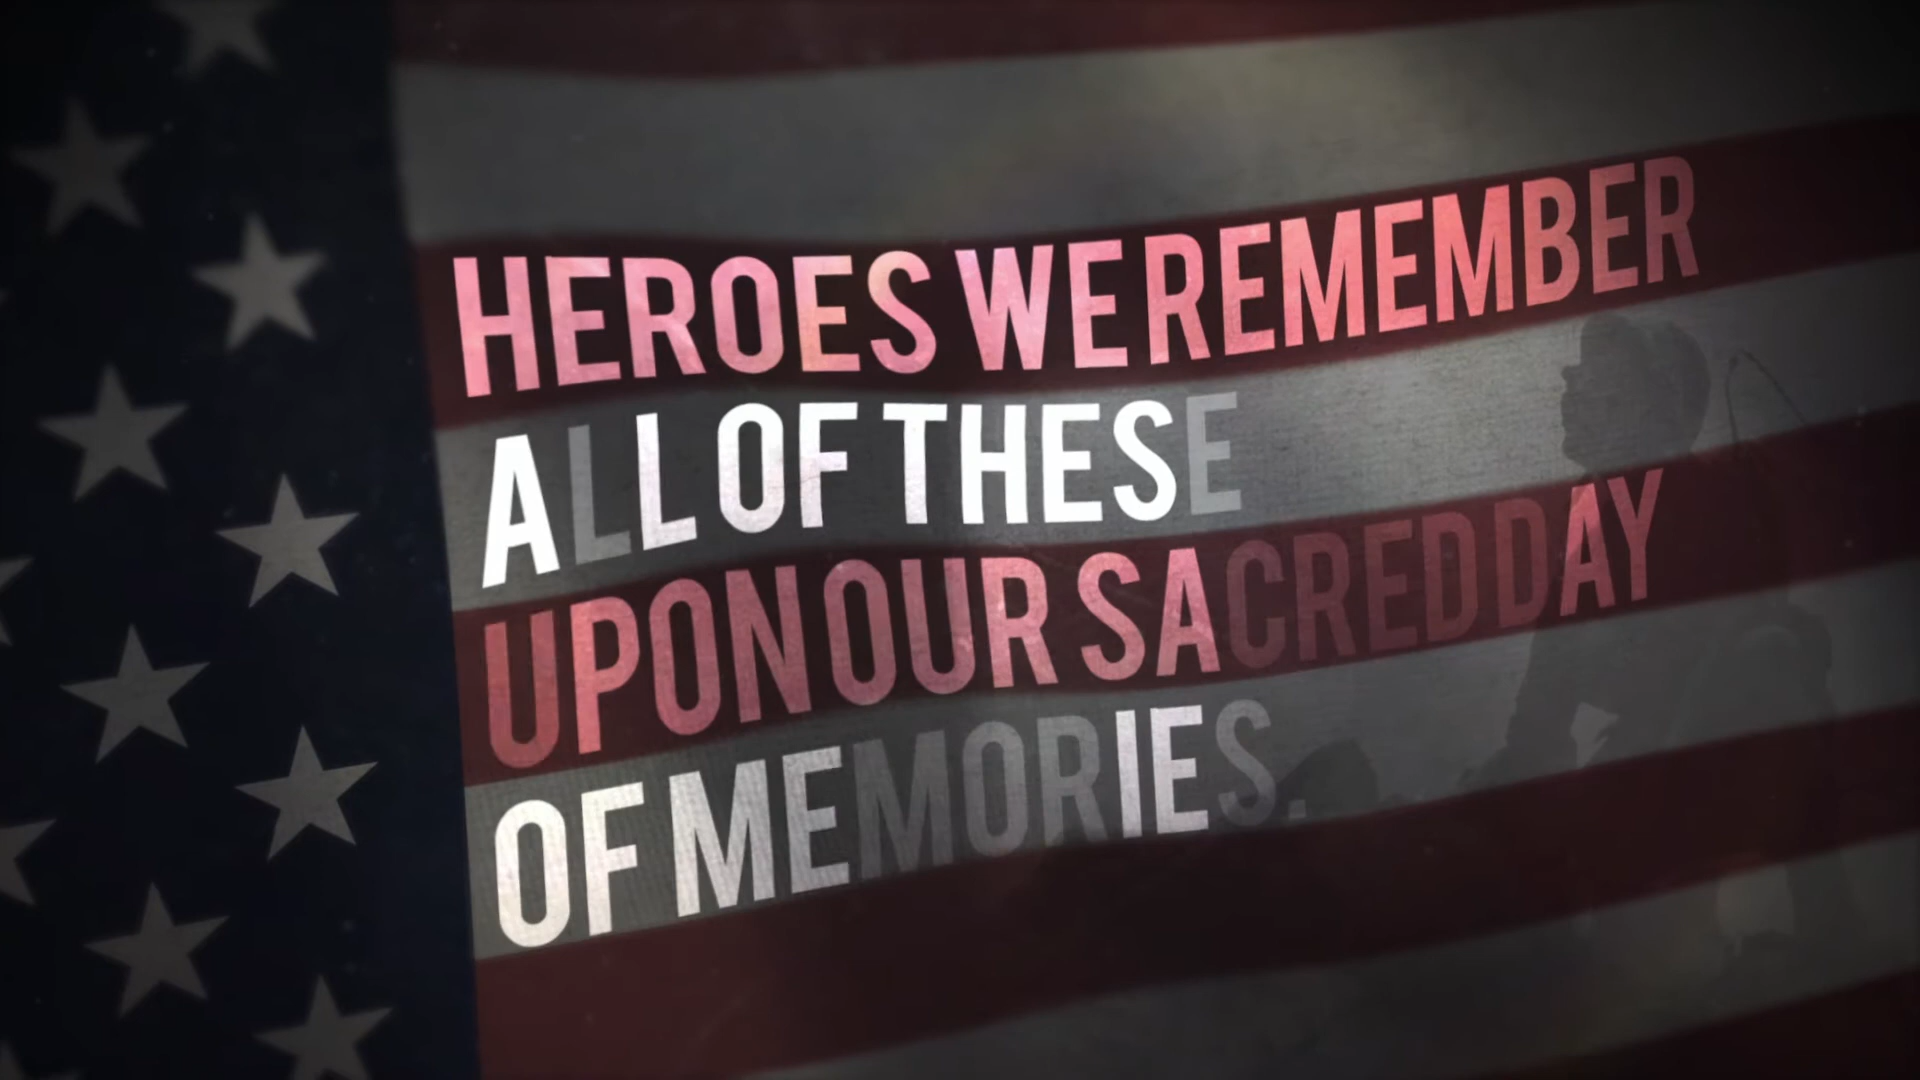 HEROES WE REMEMBER
ALL OF THESE
UPON OUR SACRED DAY
OF MEMORIES.